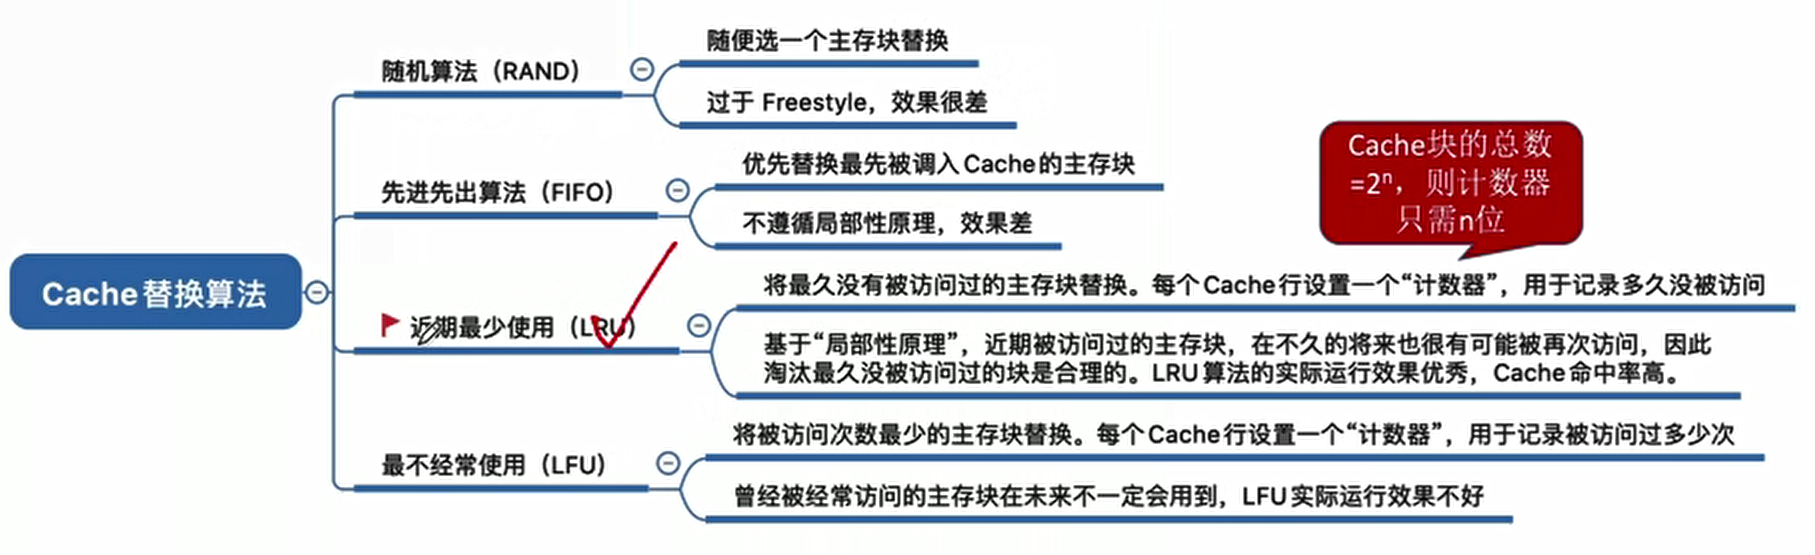 随机算法（RAND）
随便选一个主存块替换
过于 Freestyle，效果很差
先进先出算法（FIFO）
优先替换最先被调入Cache的主存块
不遵循局部性原理，效果差
Cache块的总数
=2ⁿ，则计数器
只需n位
Cache替换算法
近期最少使用（LRU）
将最久没有被访问过的主存块替换。每个Cache行设置一个“计数器”，用于记录多久没被访问
基于“局部性原理”，近期被访问过的主存块，在不久的将来也很有可能被再次访问，因此
淘汰最久没被访问过的块是合理的。LRU算法的实际运行效果优秀，Cache命中率高。
最不经常使用（LFU）
将被访问次数最少的主存块替换。每个Cache行设置一个“计数器”，用于记录被访问过多少次
曾经被经常访问的主存块在未来不一定会用到，LFU实际运行效果不好